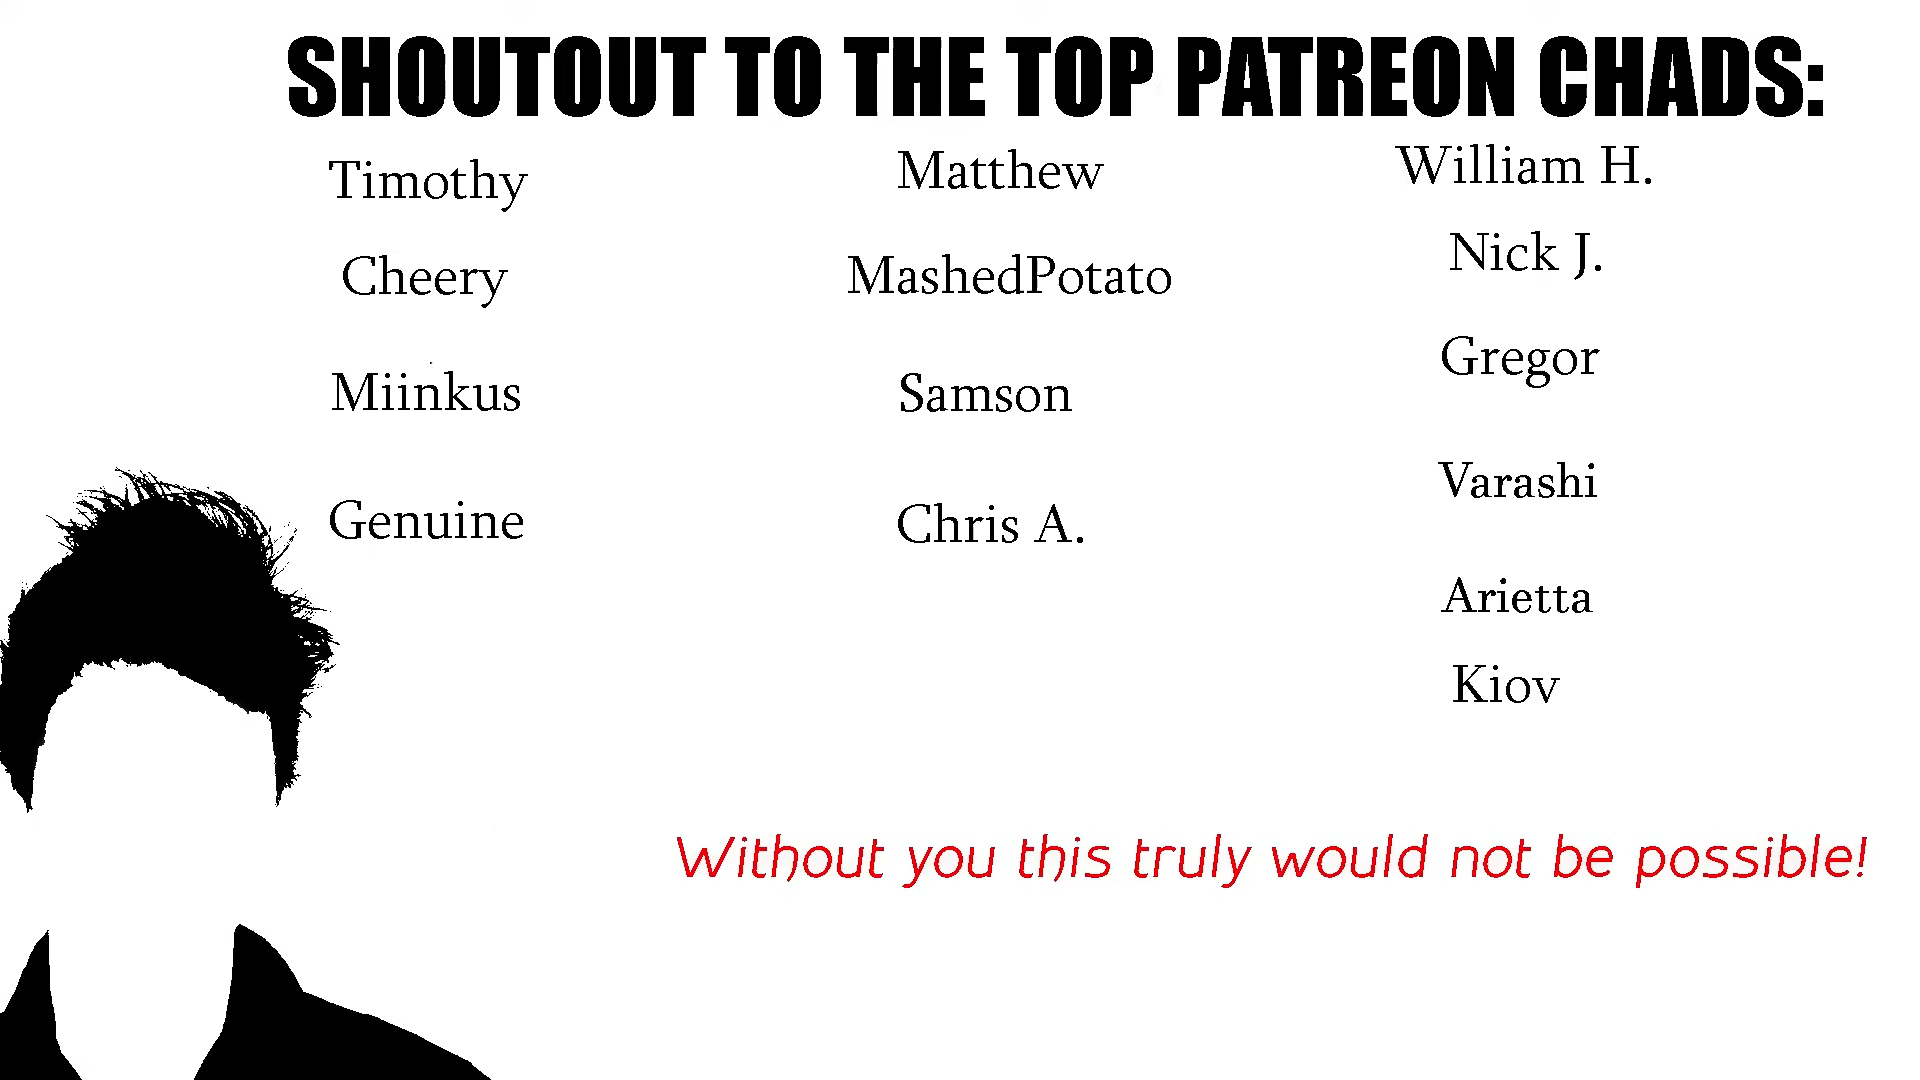 SHOUTOUT TO THE TOP PATREON CHADS:
Timothy
Cheery
Miinkus
Genuine
Matthew
MashedPotato
Samson
Chris A.
William H.
Nick J.
Gregor
Varashi
Arietta
Kiov
Without you this truly would not be possible!